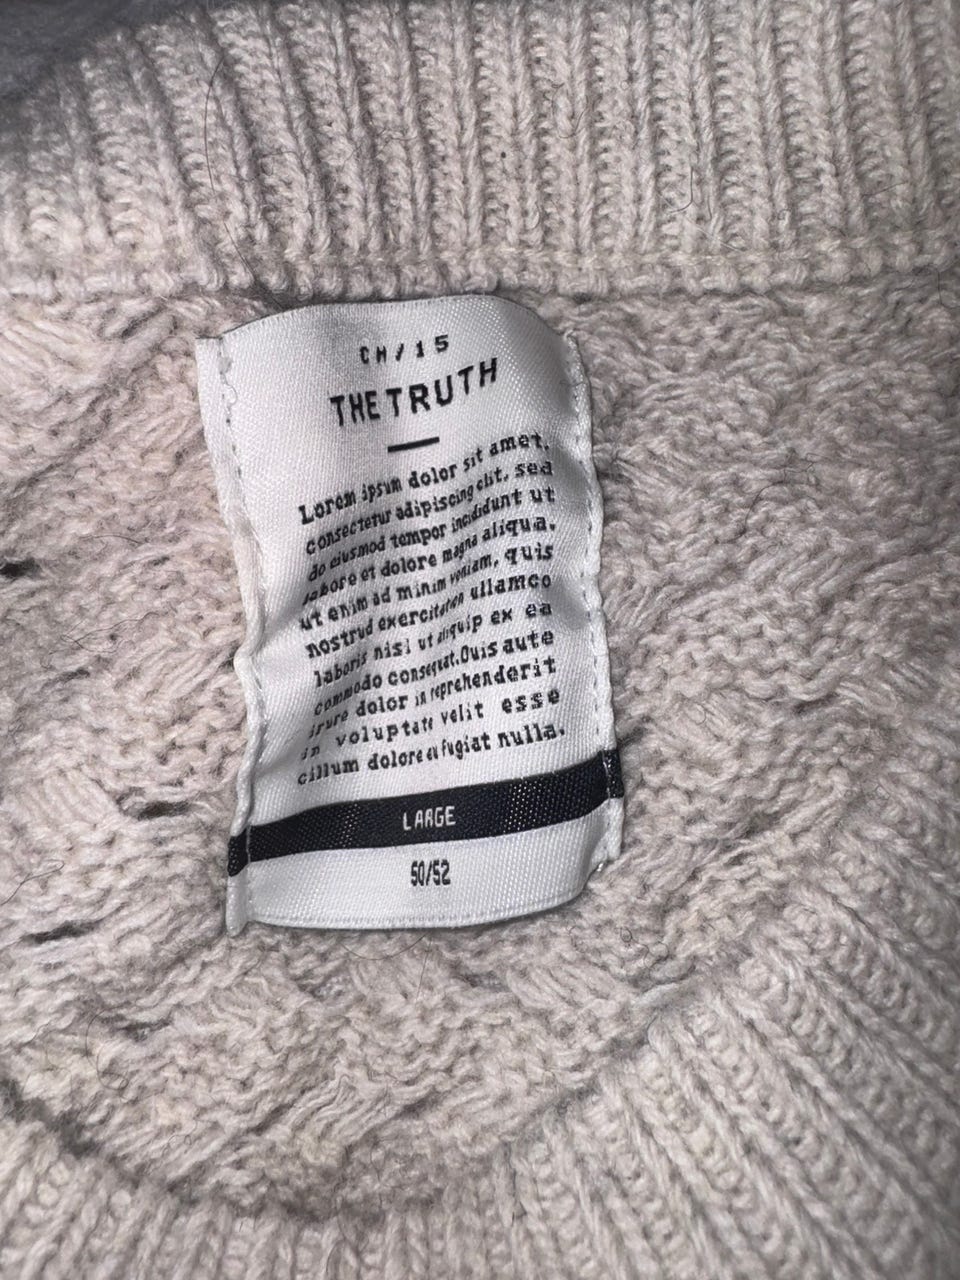 CH/15
THE TRUTH
Lorem ipsum dolor sit amet,
consectetur adipiscing elit, sed
do eiusmod tempor incididunt ut
labore et dolore magna aliqua.
ut enim ad minim veniam, quis
nostrud exercitation ullamco
laboris nisi ut aliquip ex ea
commodo consequat. Duis aute
irure dolor in reprehenderit
in voluptate velit esse
cillum dolore eu fugiat nulla.
LARGE
50/52